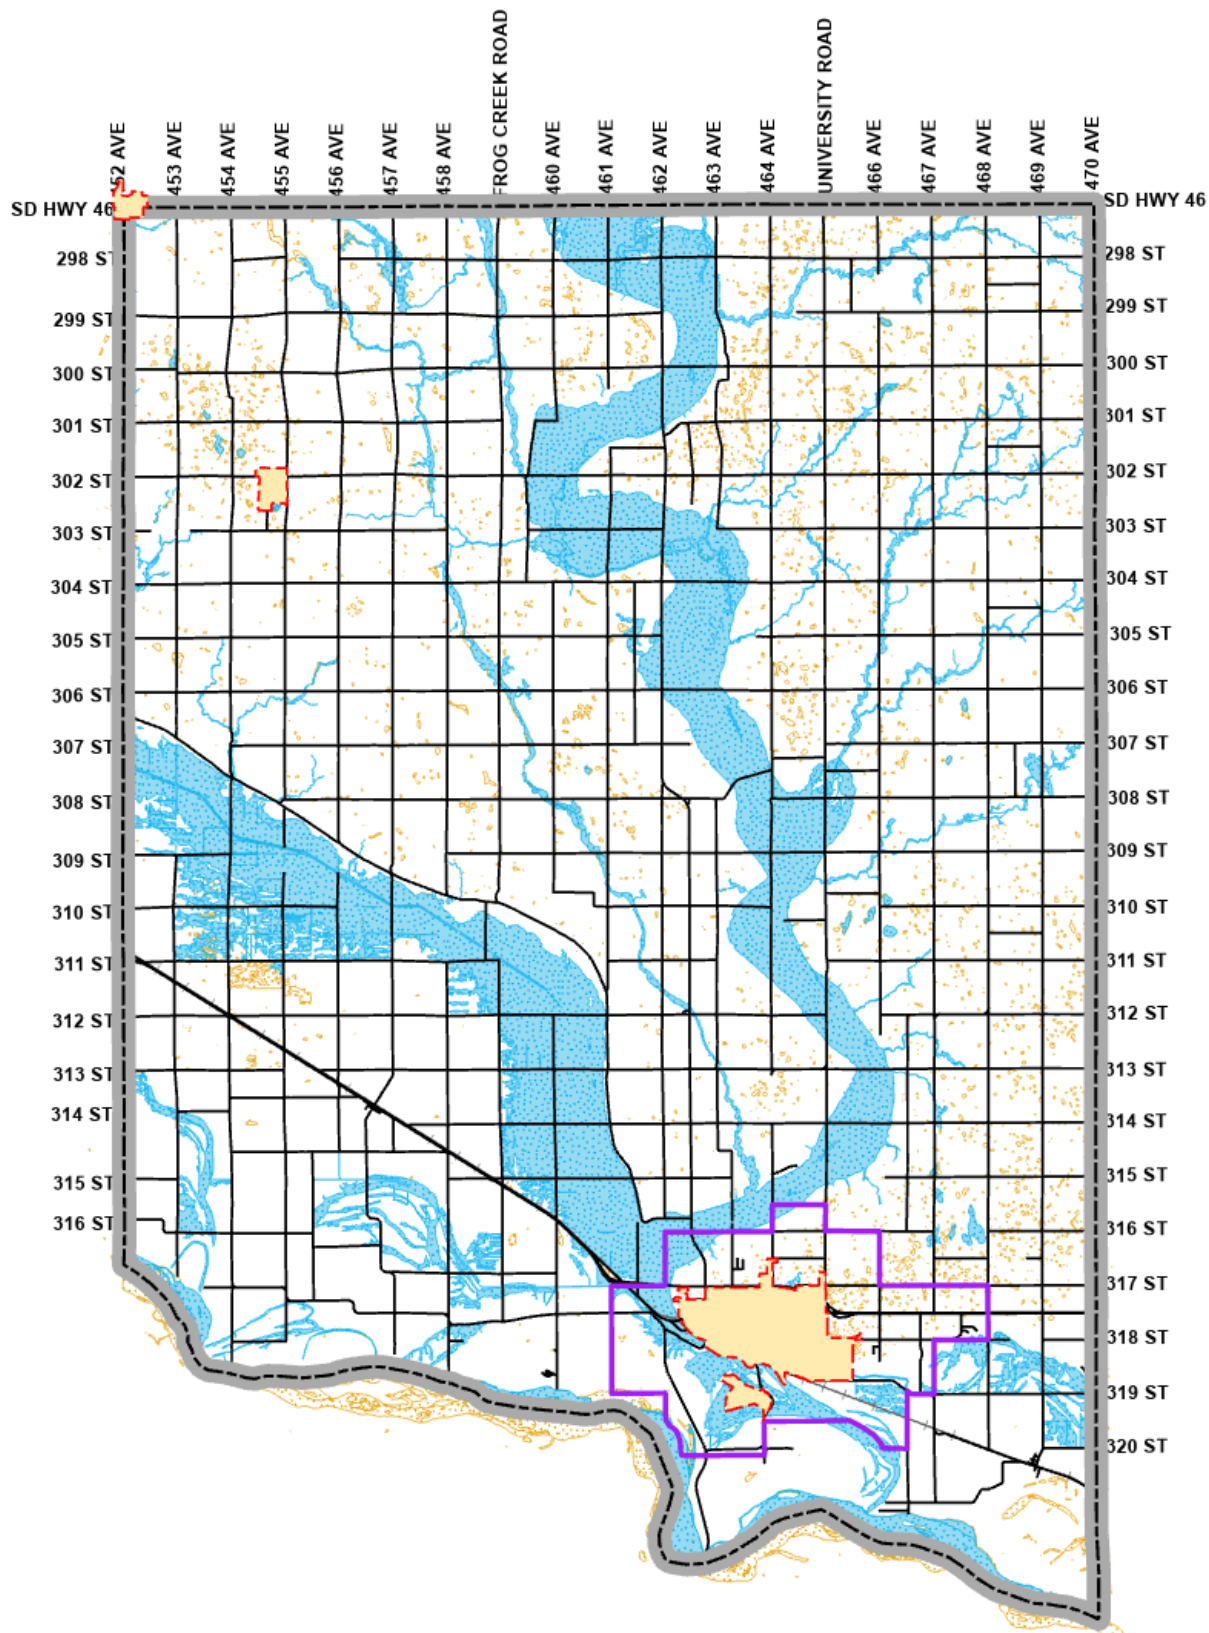 52 AVE
453 AVE
454 AVE
455 AVE
456 AVE
457 AVE
458 AVE
FROG CREEK ROAD
460 AVE
461 AVE
462 AVE
463 AVE
464 AVE
UNIVERSITY ROAD
466 AVE
467 AVE
468 AVE
469 AVE
470 AVE
SD HWY 46
SD HWY 46
298 ST
298 ST
299 ST
299 ST
300 ST
300 ST
301 ST
301 ST
302 ST
302 ST
303 ST
303 ST
304 ST
304 ST
305 ST
305 ST
306 ST
306 ST
307 ST
307 ST
308 ST
308 ST
309 ST
309 ST
310 ST
310 ST
311 ST
311 ST
312 ST
312 ST
313 ST
313 ST
314 ST
314 ST
315 ST
315 ST
316 ST
316 ST
317 ST
318 ST
319 ST
320 ST